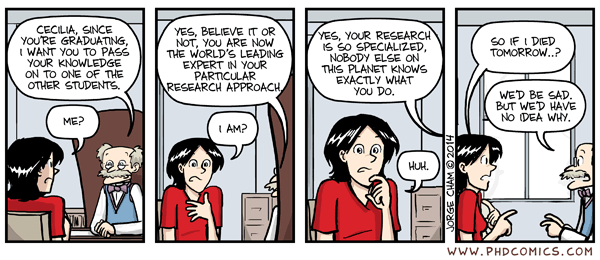 CECILIA, SINCE
YOU'RE GRADUATING,
I WANT YOU TO PASS
YOUR KNOWLEDGE
ON TO ONE OF THE
OTHER STUDENTS.
ME?
YES, BELIEVE IT OR
NOT, YOU ARE NOW
THE WORLD'S LEADING
EXPERT IN YOUR
PARTICULAR
RESEARCH APPROACH.
I AM?
YES, YOUR RESEARCH
IS SO SPECIALIZED,
NOBODY ELSE ON
THIS PLANET KNOWS
EXACTLY WHAT
YOU DO.
HUH.
JORGE CHAM © 2014
SO IF I DIED
TOMORROW..?
WE'D BE SAD.
BUT WE'D HAVE
NO IDEA WHY.
WWW.PHDCOMICS.COM